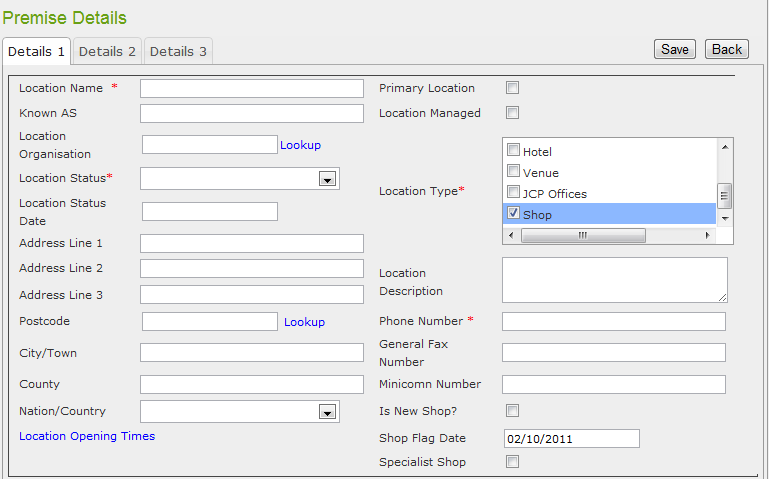 Premise Details
Details 1 Details 2 Details 3 Save Back
Location Name * Primary Location
Known AS Location Managed
Location Organisation Lookup
Location Status*
Location Status Date
Address Line 1
Address Line 2
Address Line 3
Postcode Lookup
City/Town
County
Nation/Country
Location Opening Times
Location Type*
Hotel
Venue
JCP Offices
Shop
Location Description
Phone Number *
General Fax Number
Minicomn Number
Is New Shop?
Shop Flag Date 02/10/2011
Specialist Shop